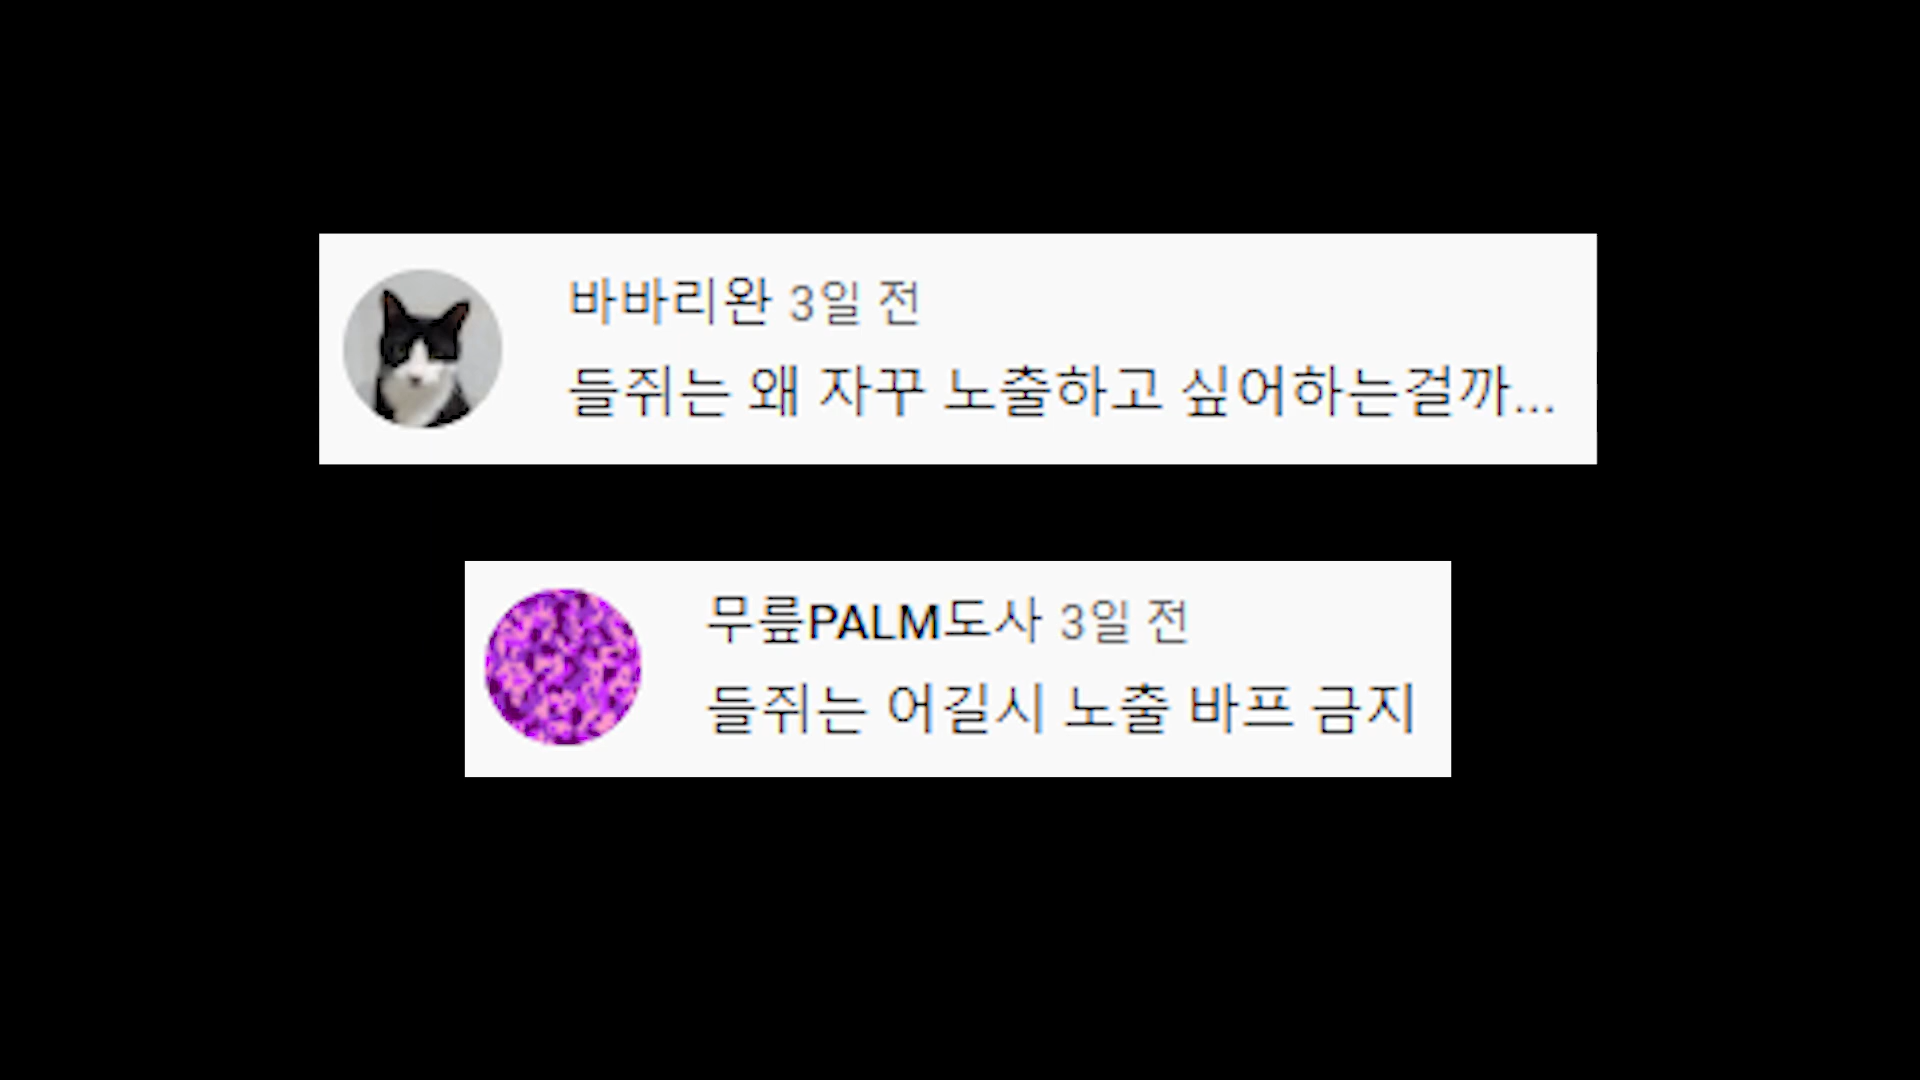 바바리완 3일 전
들쥐는 왜 자꾸 노출하고 싶어하는걸까...
무릎PALM도사 3일 전
들쥐는 어길시 노출 바프 금지